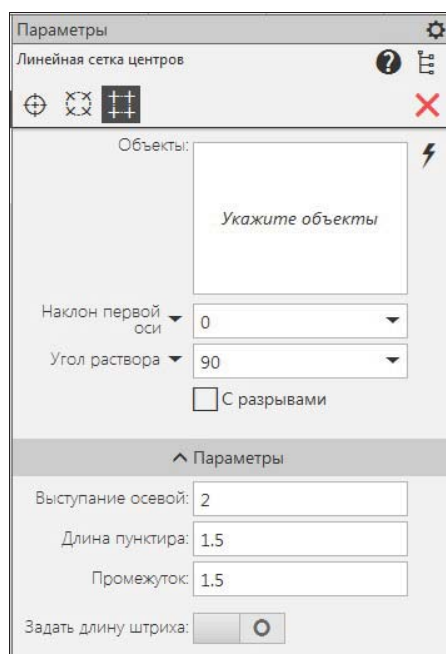 Параметры
Линейная сетка центров
Объекты:
Укажите объекты
Наклон первой
оси
0
Угол раствора
90
С разрывами
Параметры
Выступание осевой: 2
Длина пунктира: 1.5
Промежуток: 1.5
Задать длину штриха: